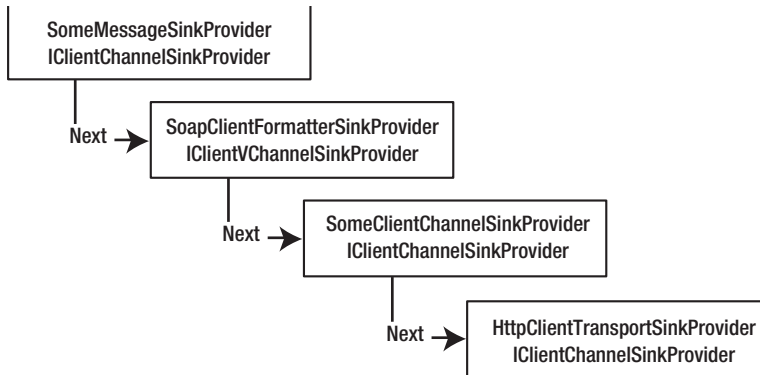 SomeMessageSinkProvider
IClientChannelSinkProvider
Next
SoapClientFormatterSinkProvider
IClientVChannelSinkProvider
Next
SomeClientChannelSinkProvider
IClientChannelSinkProvider
Next
HttpClientTransportSinkProvider
IClientChannelSinkProvider